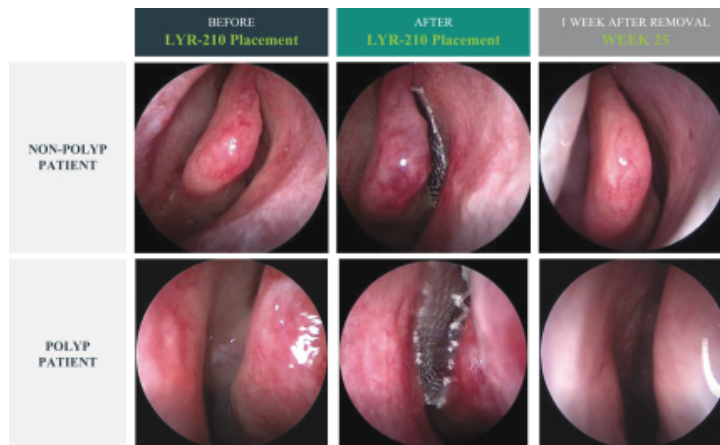 BEFORE
LYR-210 Placement
AFTER
LYR-210 Placement
1 WEEK AFTER REMOVAL
WEEK 25
NON-POLYP
PATIENT
POLYP
PATIENT